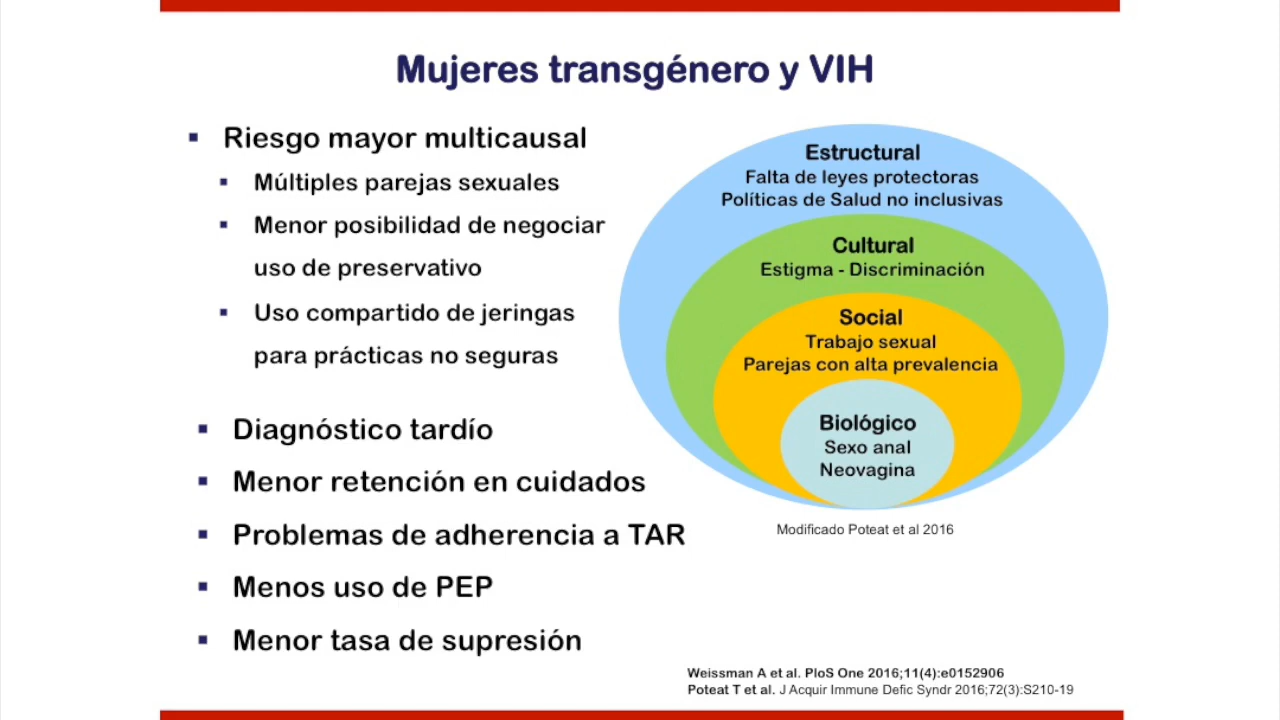 Mujeres transgénero y VIH
▪ Riesgo mayor multicausal
▪ Múltiples parejas sexuales
▪ Menor posibilidad de negociar
uso de preservativo
▪ Uso compartido de jeringas
para prácticas no seguras
▪ Diagnóstico tardío
▪ Menor retención en cuidados
▪ Problemas de adherencia a TAR
▪ Menos uso de PEP
▪ Menor tasa de supresión
Estructural
Falta de leyes protectoras
Políticas de Salud no inclusivas
Cultural
Estigma - Discriminación
Social
Trabajo sexual
Parejas con alta prevalencia
Biológico
Sexo anal
Neovagina
Modificado Poteat et al 2016
Weissman A et al. PloS One 2016;11(4):e0152906
Poteat T et al. J Acquir Immune Defic Syndr 2016;72(3):S210-19